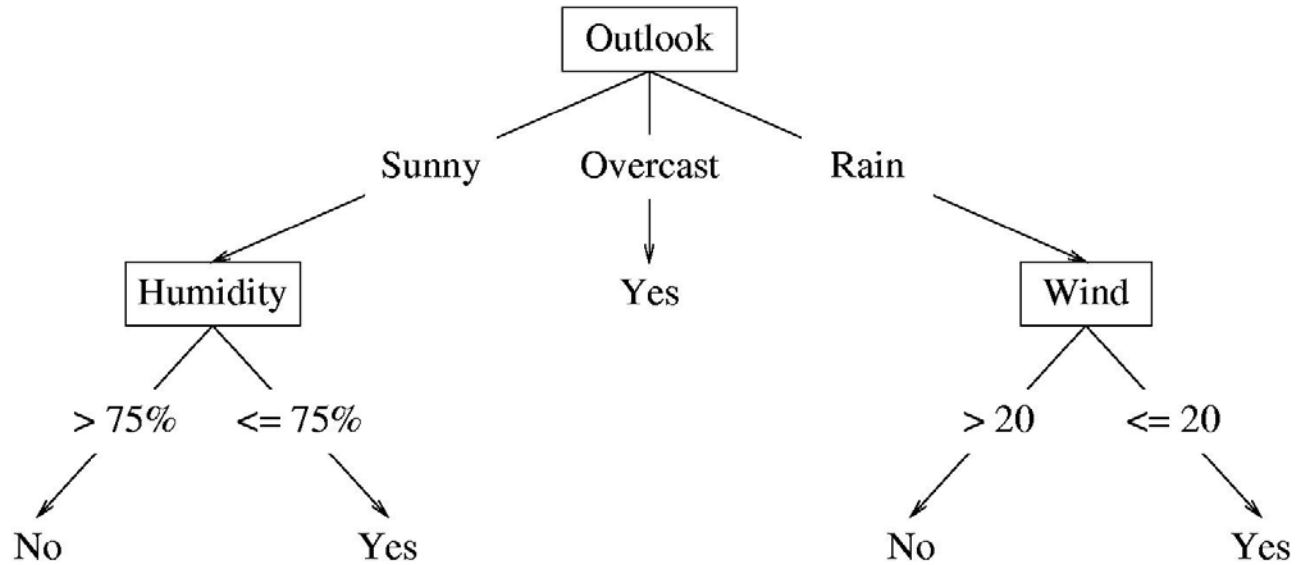 Outlook
Sunny Overcast Rain
Humidity Yes Wind
> 75% <= 75% > 20 <= 20
No Yes No Yes